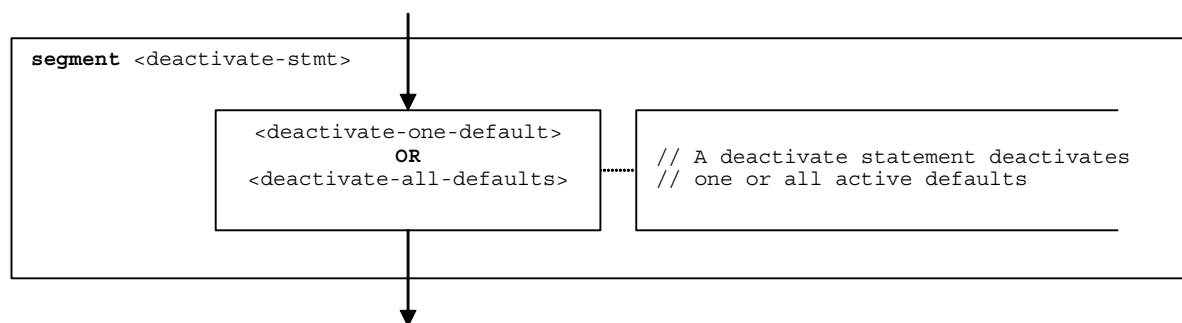 segment <deactivate-stmt>
<deactivate-one-default>
OR
<deactivate-all-defaults>
// A deactivate statement deactivates
// one or all active defaults